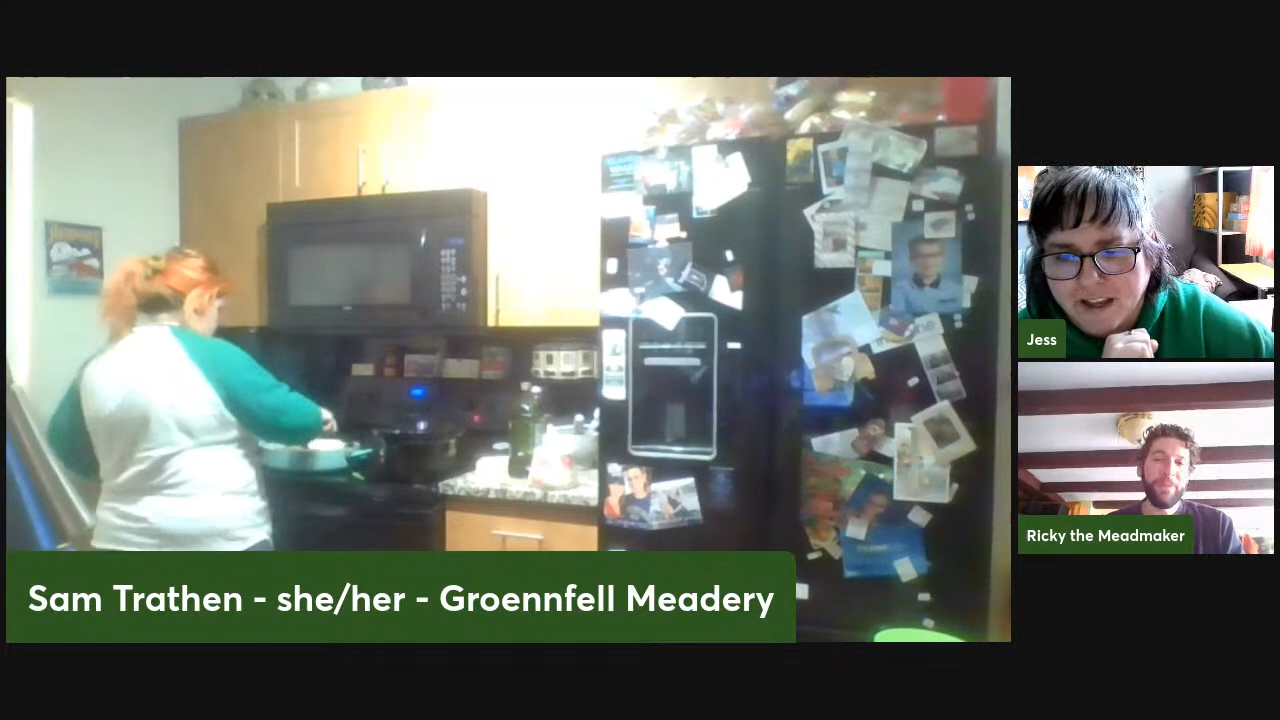 Sam Trathen - she/her - Groennfell Meadery
Jess
Ricky the Meadmaker